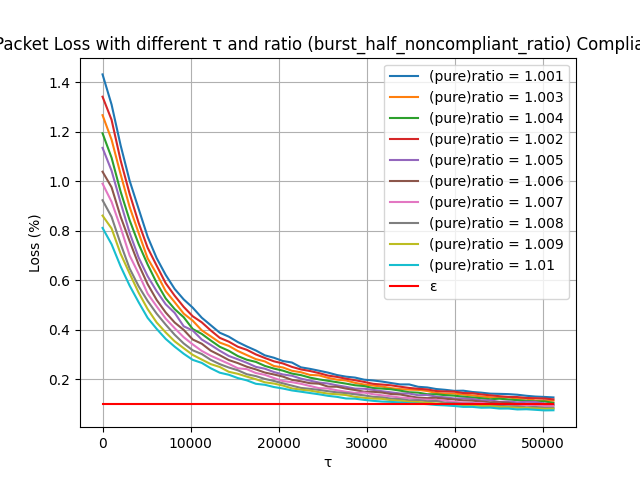 Packet Loss with different τ and ratio (burst_half_noncompliant_ratio) Complia
Loss (%)
1.4
1.2
1.0
0.8
0.6
0.4
0.2
(pure)ratio = 1.001
(pure)ratio = 1.003
(pure)ratio = 1.004
(pure)ratio = 1.002
(pure)ratio = 1.005
(pure)ratio = 1.006
(pure)ratio = 1.007
(pure)ratio = 1.008
(pure)ratio = 1.009
(pure)ratio = 1.01
ε
0 10000 20000 30000 40000 50000
τ